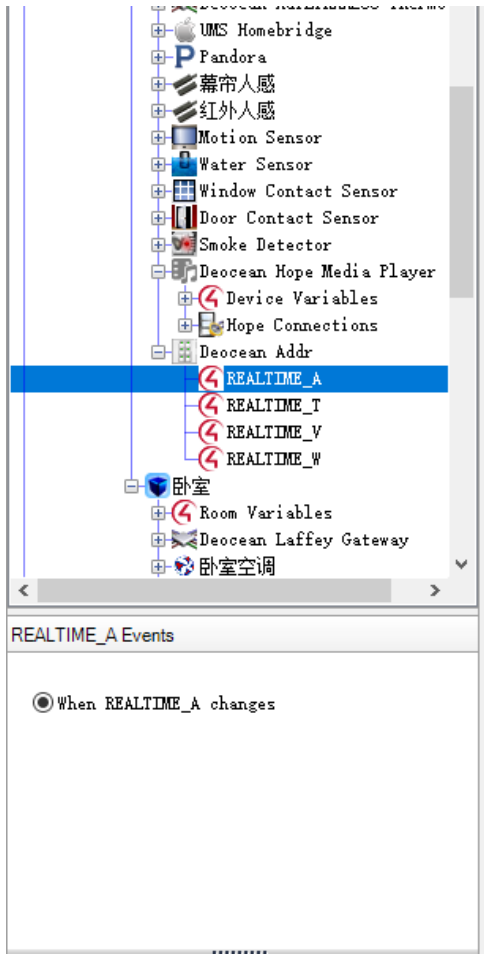 UMS Homebridge
Pandora
幕帘人感
红外人感
Motion Sensor
Water Sensor
Window Contact Sensor
Door Contact Sensor
Smoke Detector
Deocean Hope Media Player
Device Variables
Hope Connections
Deocean Addr
REALTIME_A
REALTIME_T
REALTIME_V
REALTIME_W
卧室
Room Variables
Deocean Laffey Gateway
卧室空调
REALTIME_A Events
When REALTIME_A changes